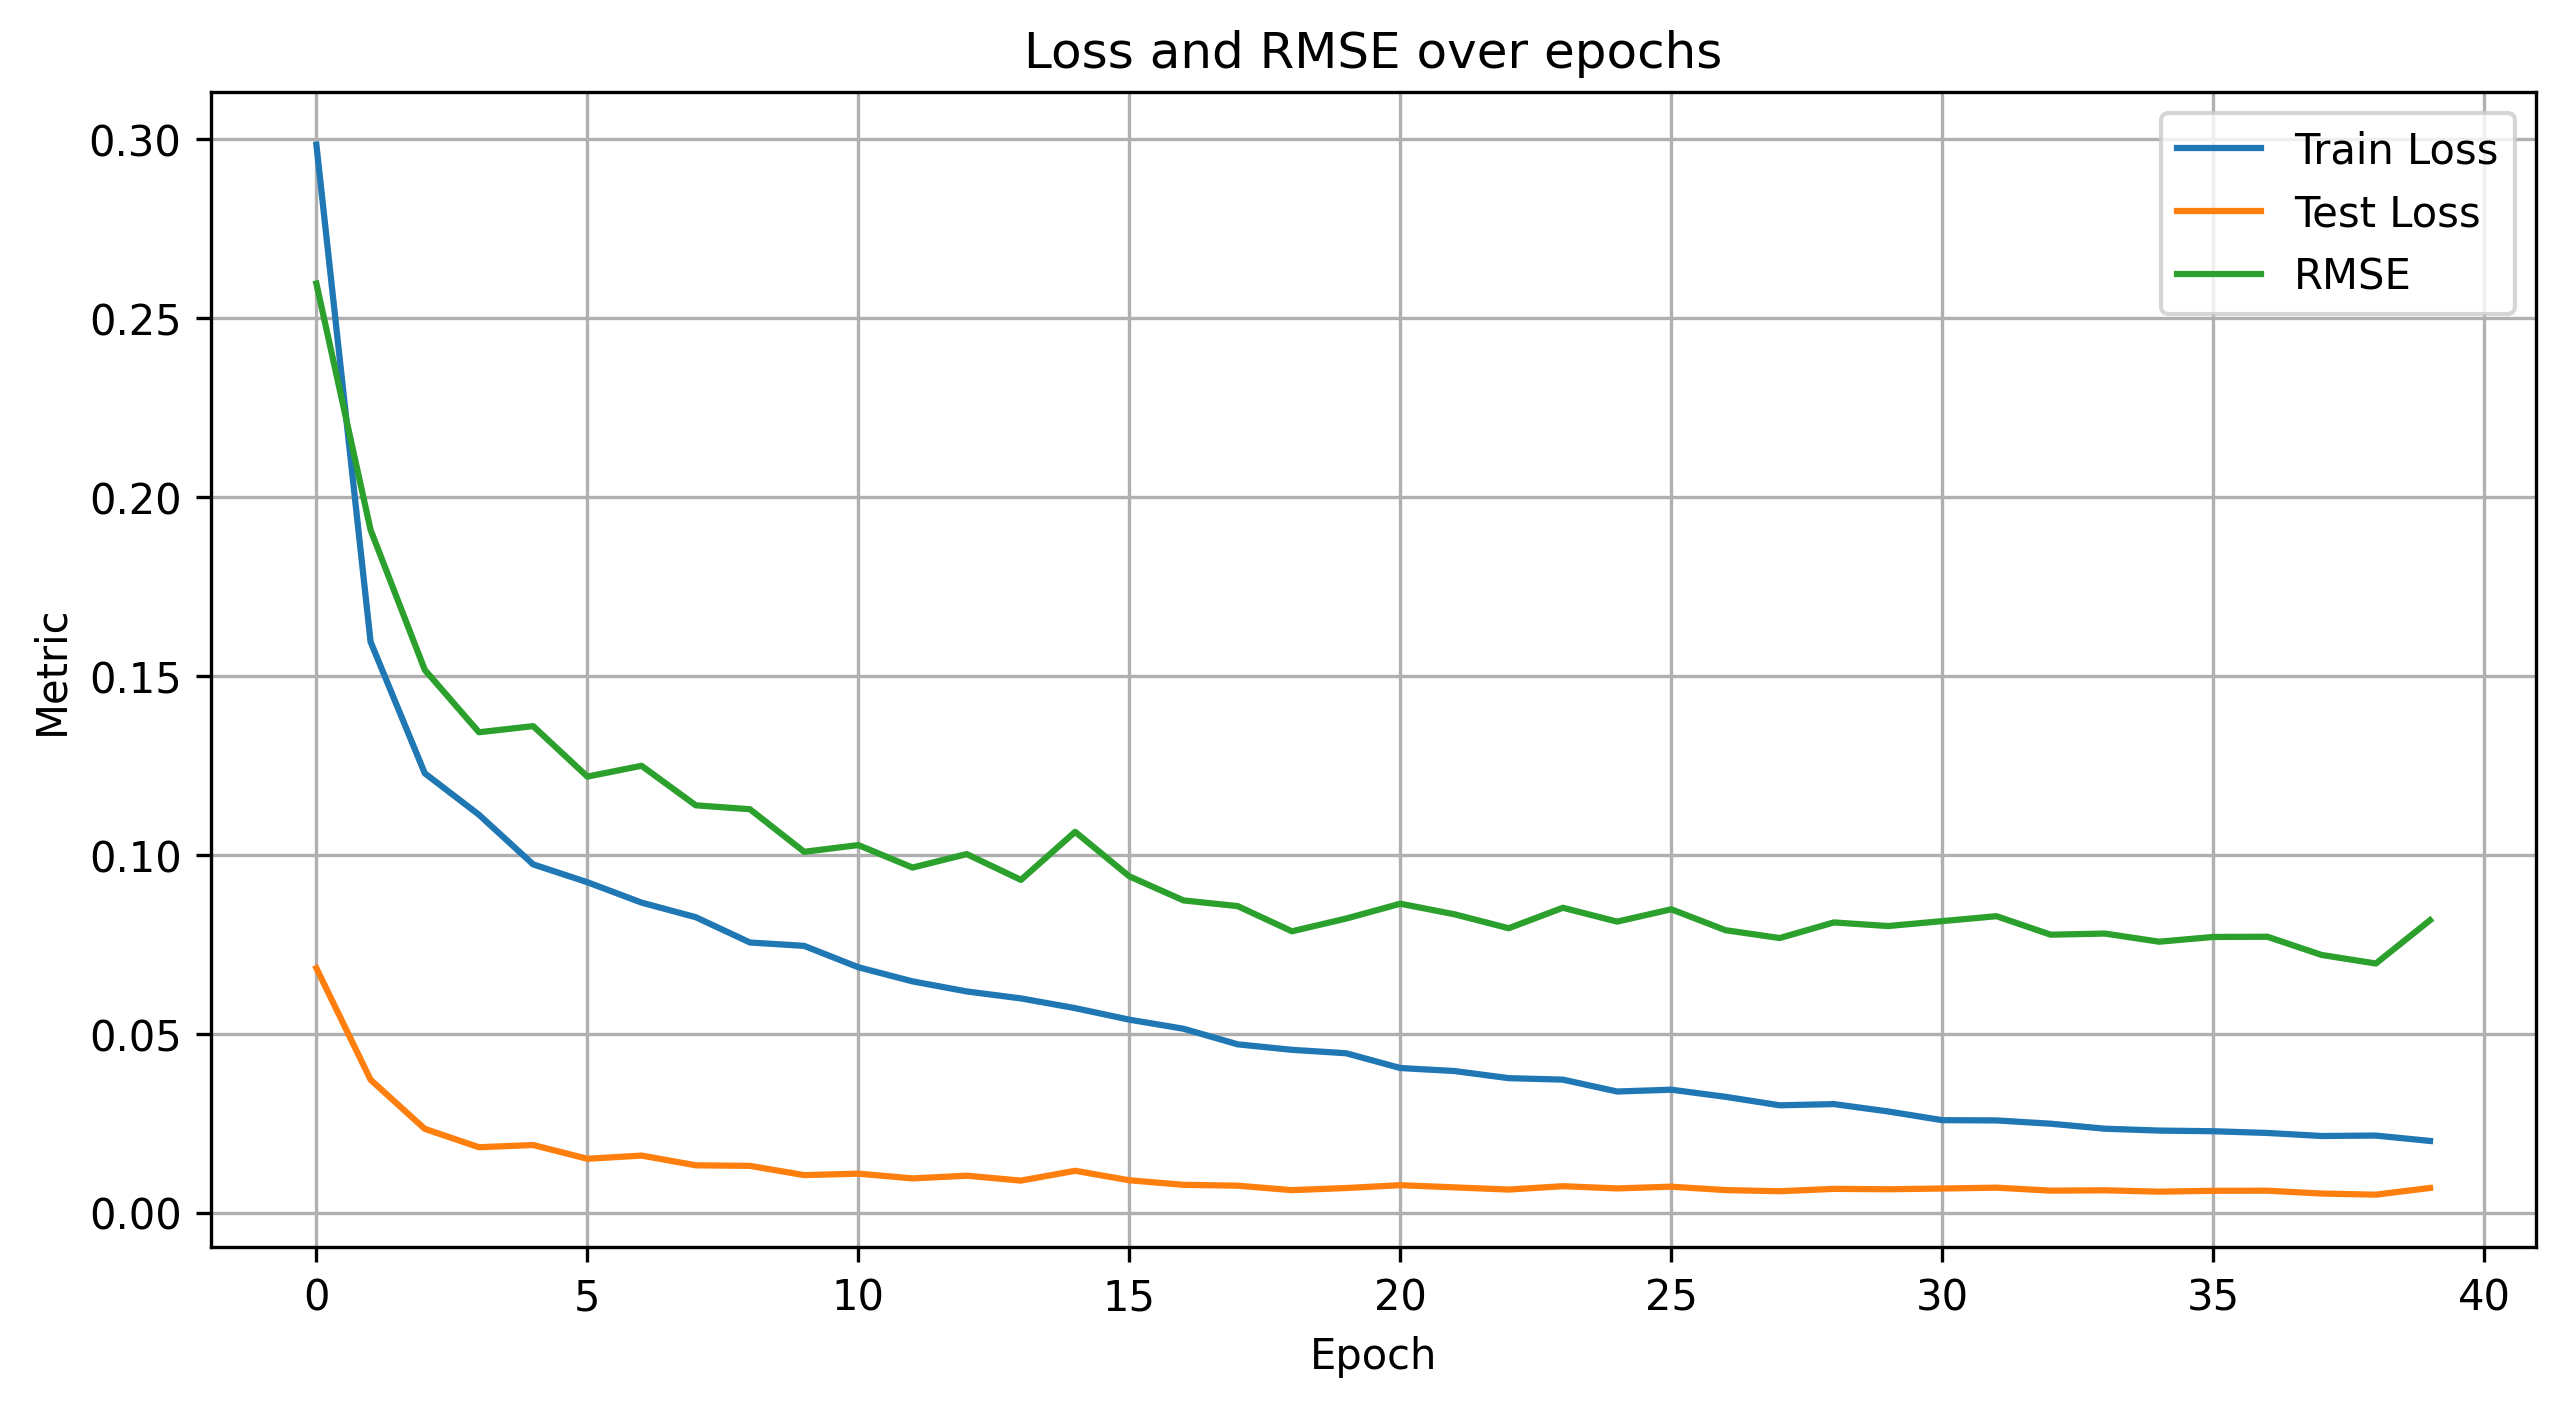 Loss and RMSE over epochs
0.30
0.25
0.20
0.15
0.10
0.05
0.00
Metric
Train Loss
Test Loss
RMSE
0 5 10 15 20 25 30 35 40
Epoch